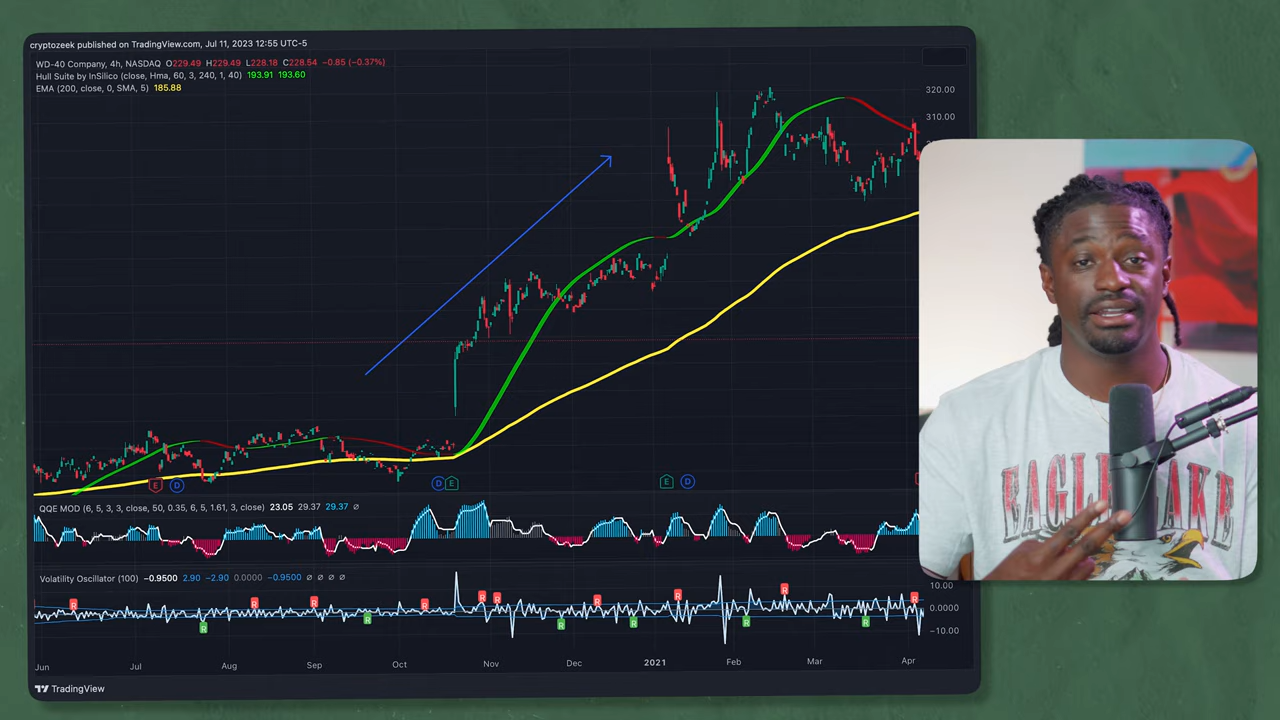 cryptozeek published on TradingView.com, Jul 11, 2023 12:55 UTC-5
WD-40 Company, 4h, NASDAQ O229.49 H229.49 L228.18 C228.54 −0.85 (−0.37%)
Hull Suite by InSilico (close, Hma, 60, 3, 240, 1, 40) 193.91 193.60
EMA (200, close, 0, SMA, 5) 185.88
320.00
310.00
E D D E E D
QQE MOD (6, 5, 3, 3, close, 50, 0.35, 6, 5, 1.61, 3, close) 23.05 29.37 29.37 ∅
Volatility Oscillator (100) −0.9500 2.90 −2.90 0.0000 −0.9500 ∅ ∅ ∅ ∅
10.00
R R R R R R R R R R
0.0000
R R R R R R
−10.00
Jun Jul Aug Sep Oct Nov Dec 2021 Feb Mar Apr
TradingView
EAGLE LAKE